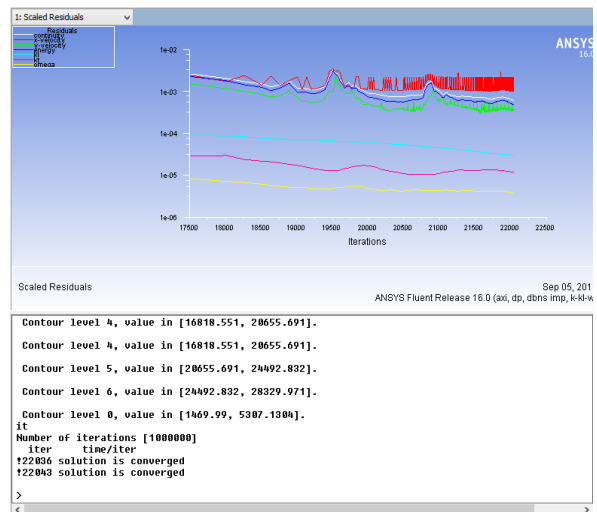 1: Scaled Residuals
Residuals
continuity
x-velocity
y-velocity
energy
kl
kt
omega
ANSYS
16.0
1e-02
1e-03
1e-04
1e-05
1e-06
17500 18000 18500 19000 19500 20000 20500 21000 21500 22000 22500
Iterations
Scaled Residuals
Sep 05, 201
ANSYS Fluent Release 16.0 (axi, dp, dbns imp, k-kl-w
Contour level 4, value in [16818.551, 20655.691].
Contour level 4, value in [16818.551, 20655.691].
Contour level 5, value in [20655.691, 24492.832].
Contour level 6, value in [24492.832, 28329.971].
Contour level 0, value in [1469.99, 5307.1304].
it
Number of iterations [1000000]
iter time/iter
!22036 solution is converged
!22043 solution is converged
>